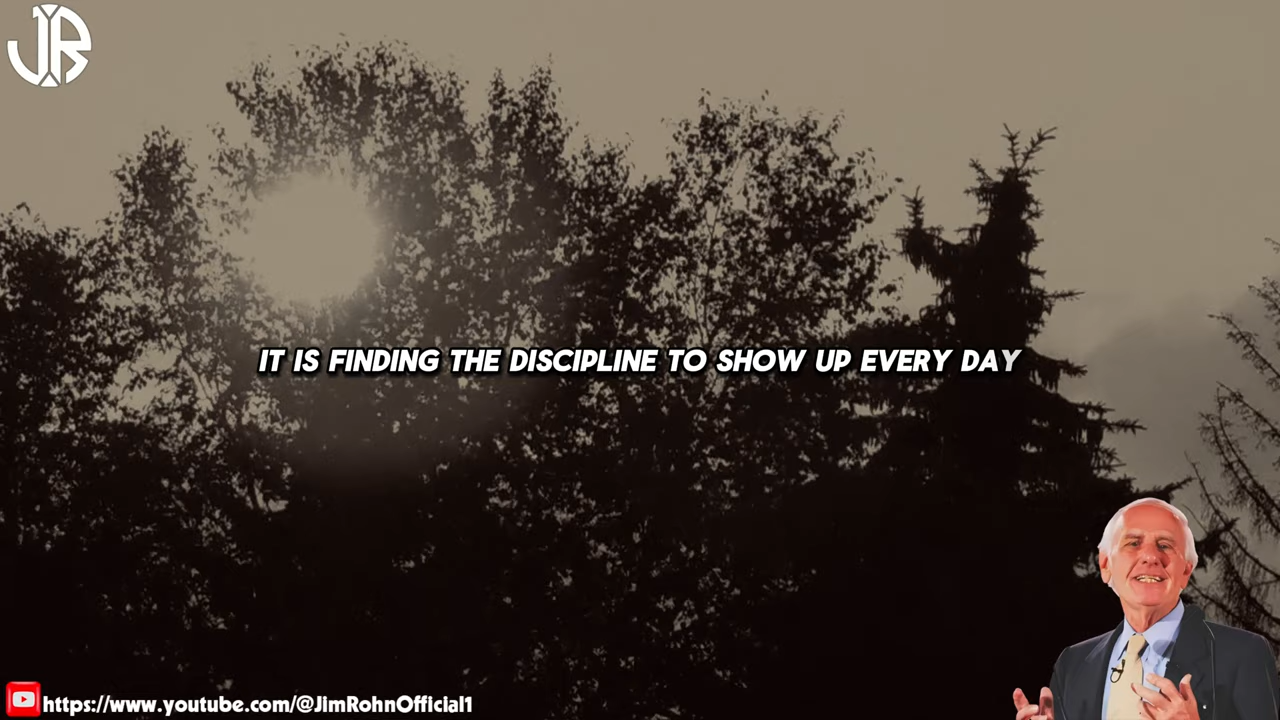 JR
IT IS FINDING THE DISCIPLINE TO SHOW UP EVERY DAY
https://www.youtube.com/@JimRohnOfficial1